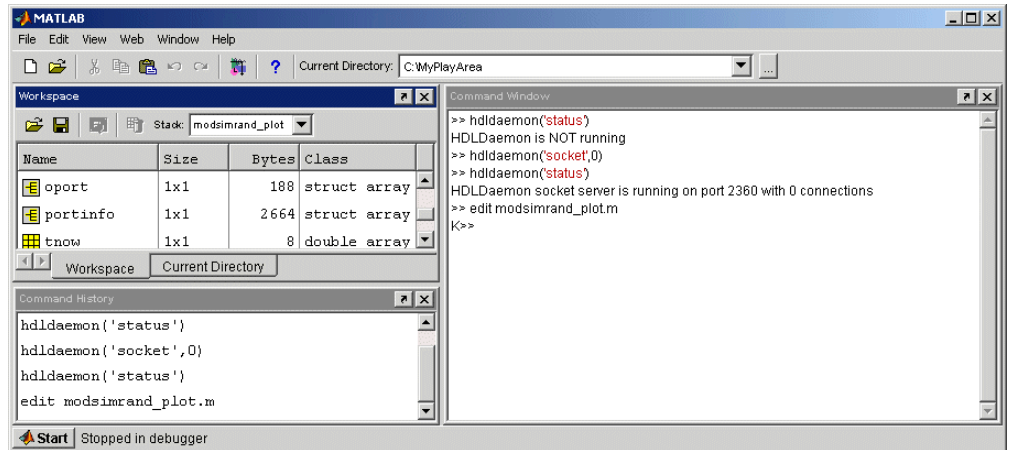 MATLAB
File Edit View Web Window Help
? Current Directory: C:\MyPlayArea ...
Workspace
Stack: modsimrand_plot
Name Size Bytes Class
oport 1x1 188 struct array
portinfo 1x1 2664 struct array
tnow 1x1 8 double array
Workspace Current Directory
Command History
hdldaemon('status')
hdldaemon('socket',0)
hdldaemon('status')
edit modsimrand_plot.m
Command Window
>> hdldaemon('status')
HDLDaemon is NOT running
>> hdldaemon('socket',0)
>> hdldaemon('status')
HDLDaemon socket server is running on port 2360 with 0 connections
>> edit modsimrand_plot.m
K>>
Start Stopped in debugger